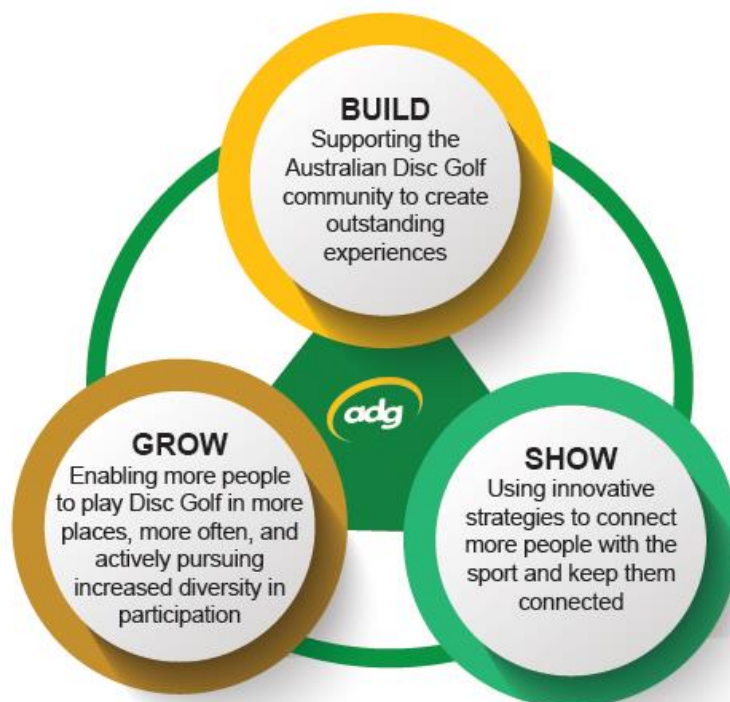 BUILD
Supporting the
Australian Disc Golf
community to create
outstanding
experiences
adg
GROW
Enabling more people
to play Disc Golf in more
places, more often, and
actively pursuing
increased diversity in
participation
SHOW
Using innovative
strategies to connect
more people with the
sport and keep them
connected